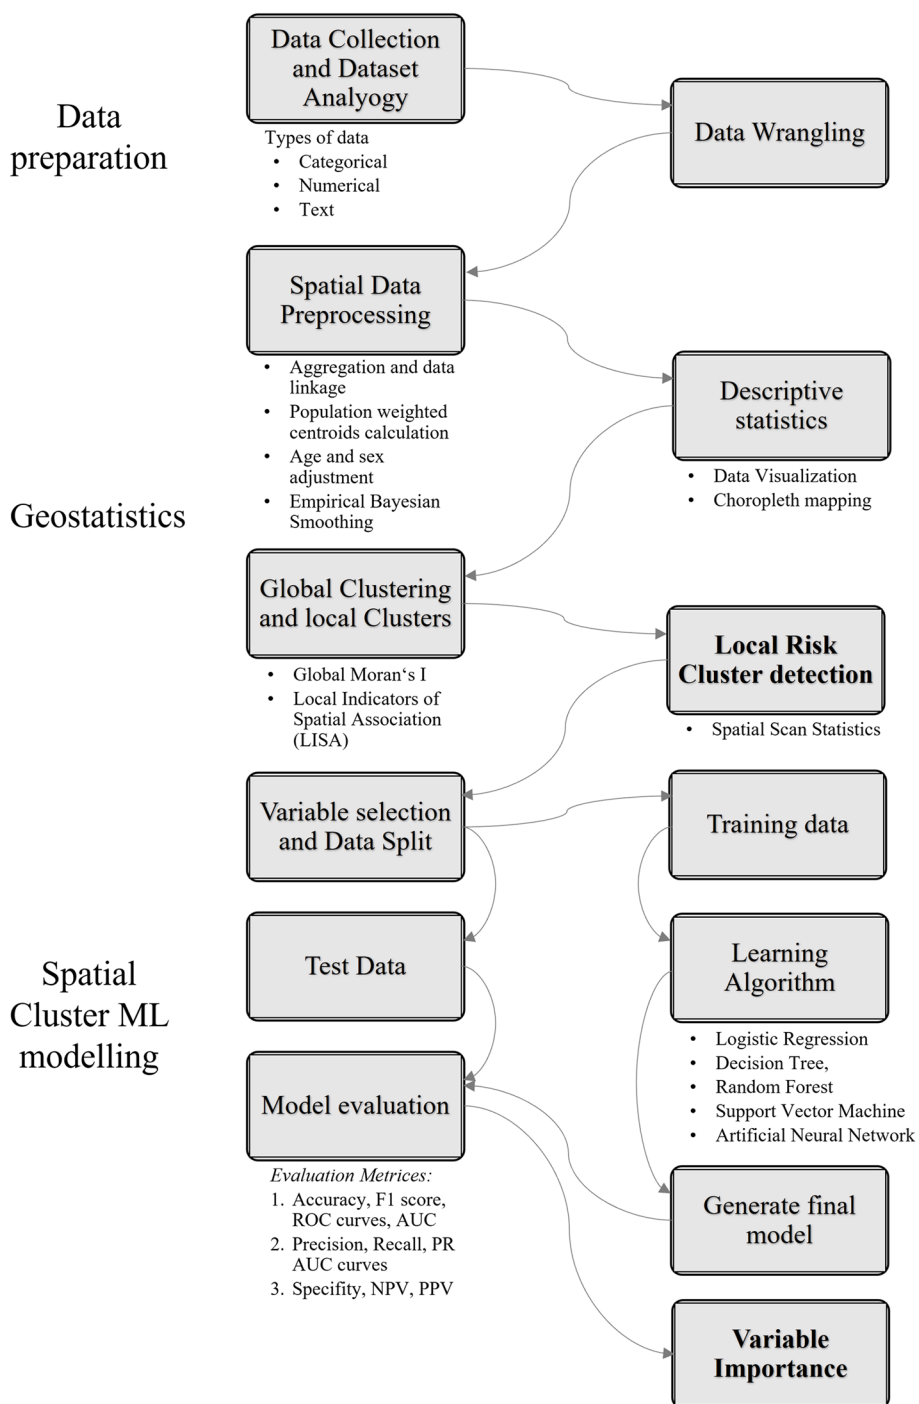 Data
preparation
Data Collection
and Dataset
Analyogy
Types of data
• Categorical
• Numerical
• Text
Data Wrangling
Geostatistics
Spatial Data
Preprocessing
• Aggregation and data
linkage
• Population weighted
centroids calculation
• Age and sex
adjustment
• Empirical Bayesian
Smoothing
Descriptive
statistics
• Data Visualization
• Choropleth mapping
Global Clustering
and local Clusters
• Global Moran‘s I
• Local Indicators of
Spatial Association
(LISA)
Local Risk
Cluster detection
• Spatial Scan Statistics
Spatial
Cluster ML
modelling
Variable selection
and Data Split
Training data
Test Data
Learning
Algorithm
• Logistic Regression
• Decision Tree,
• Random Forest
• Support Vector Machine
• Artificial Neural Network
Model evaluation
Evaluation Metrices:
1. Accuracy, F1 score,
ROC curves, AUC
2. Precision, Recall, PR
AUC curves
3. Specifity, NPV, PPV
Generate final
model
Variable
Importance